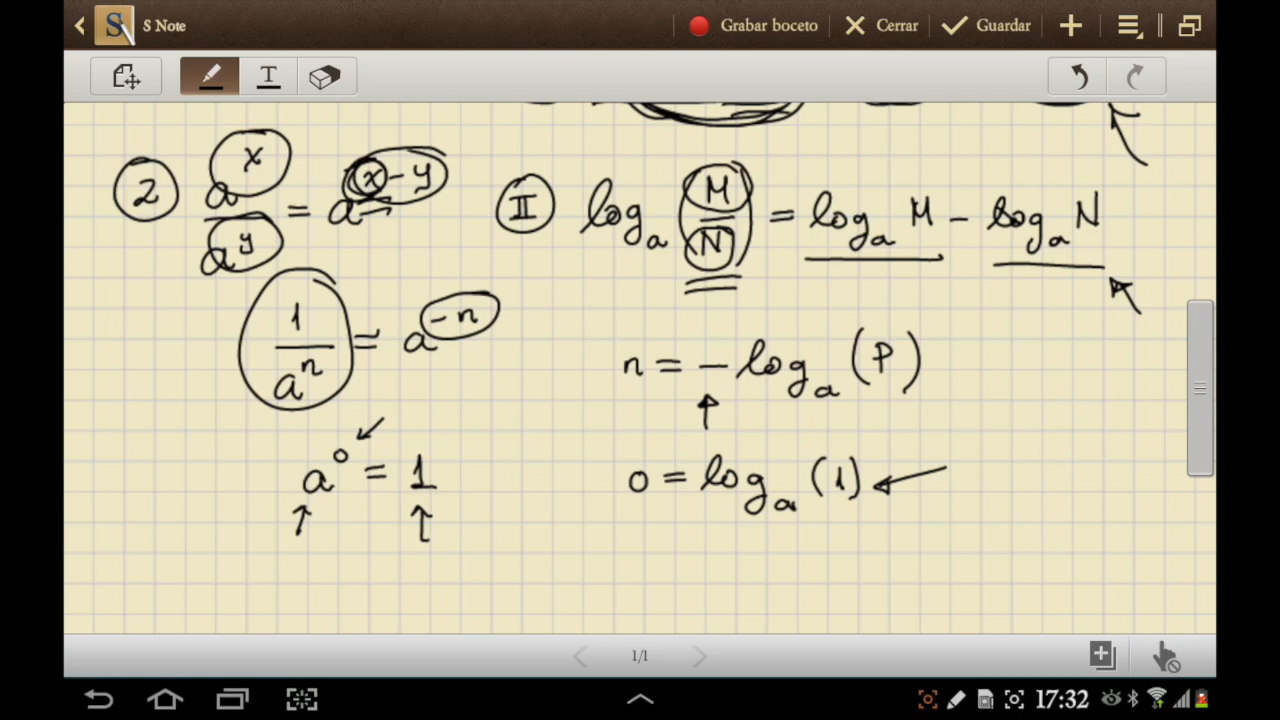 S Note Grabar boceto Cerrar Guardar
T
2 a^x / a^y = a^(x-y)
II log_a (M/N) = log_a M - log_a N
1 / a^n = a^(-n)
n = - log_a (P)
a^0 = 1
0 = log_a (1)
1/1
17:32